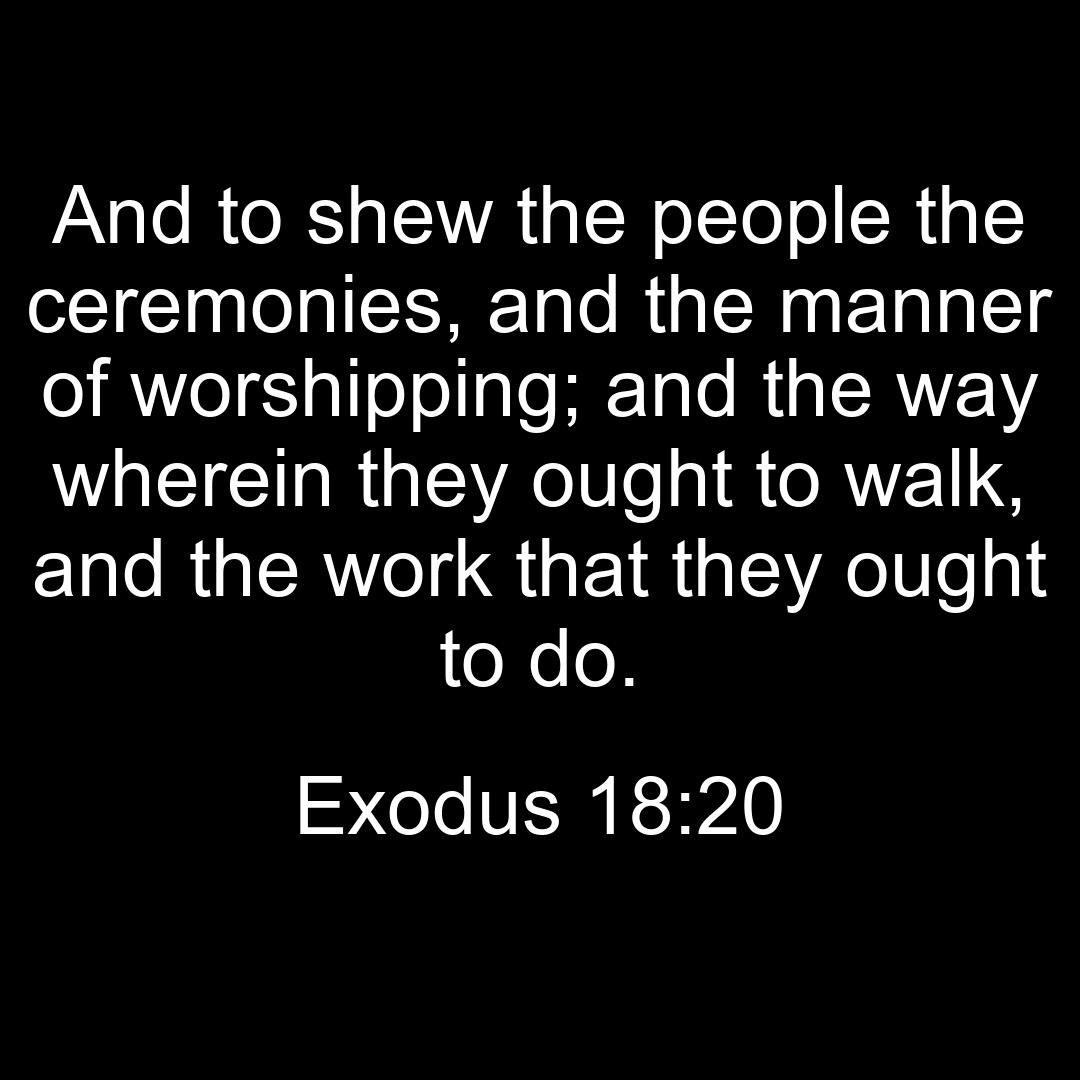 And to shew the people the
ceremonies, and the manner
of worshipping; and the way
wherein they ought to walk,
and the work that they ought
to do.
Exodus 18:20